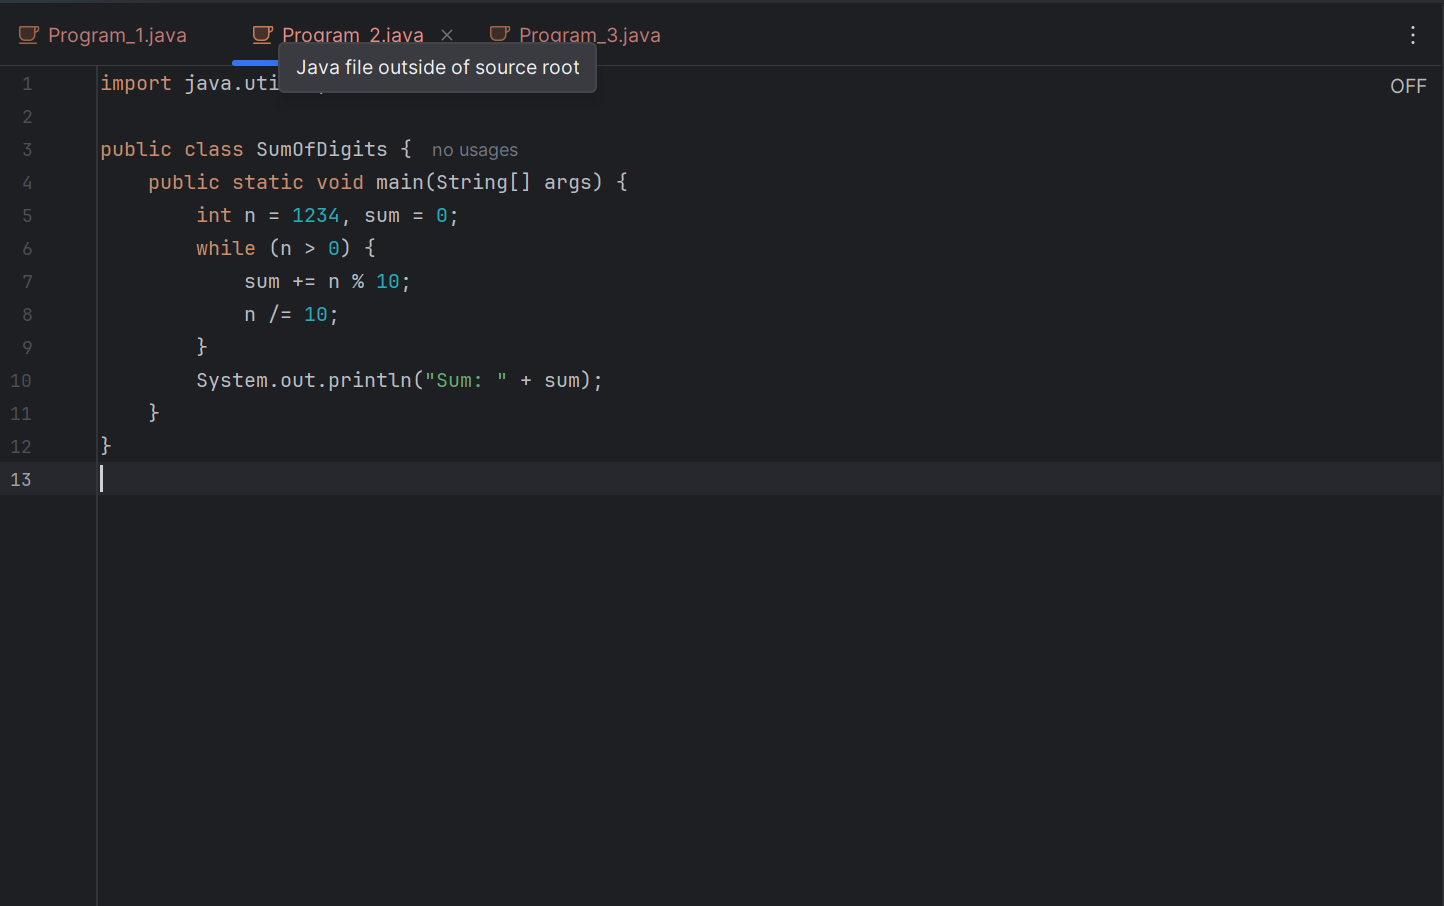 Program_1.java
Program_2.java
Program_3.java
Java file outside of source root
OFF
1 import java.uti
2
3 public class SumOfDigits { no usages
4 public static void main(String[] args) {
5 int n = 1234, sum = 0;
6 while (n > 0) {
7 sum += n % 10;
8 n /= 10;
9 }
10 System.out.println("Sum: " + sum);
11 }
12 }
13